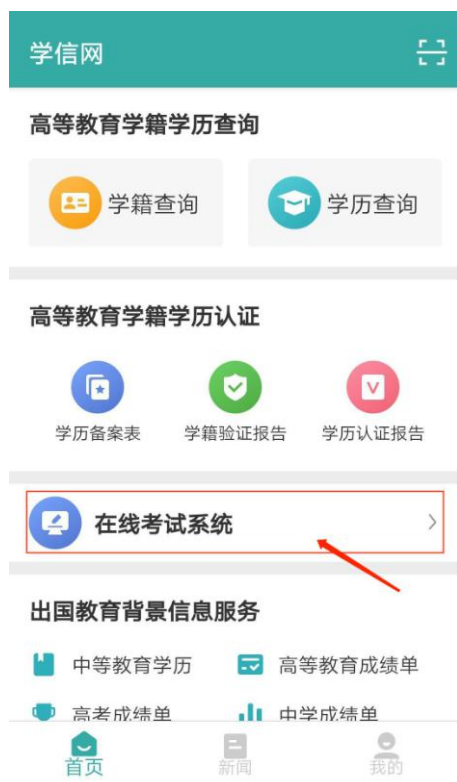 学信网
高等教育学籍学历查询
学籍查询 学历查询
高等教育学籍学历认证
学历备案表 学籍验证报告 学历认证报告
在线考试系统
出国教育背景信息服务
中等教育学历 高等教育成绩单
高考成绩单 中学成绩单
首页 新闻 我的